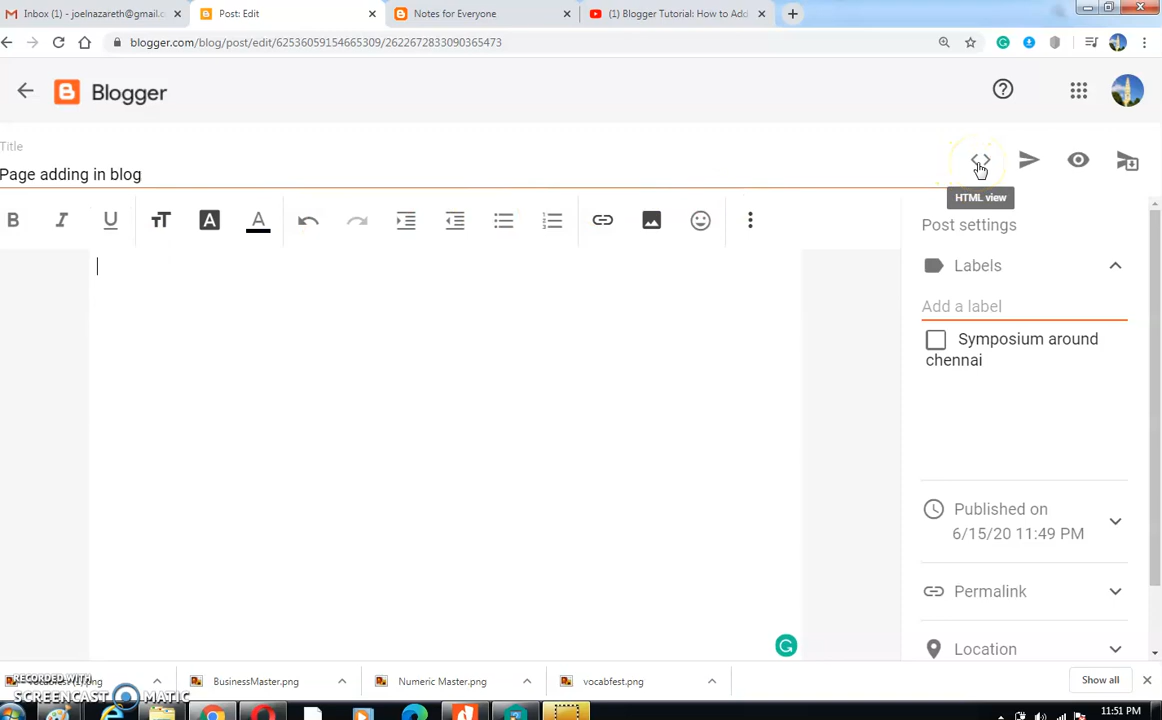 Inbox (1) - joelnazareth@gmail.c
Post: Edit
Notes for Everyone
(1) Blogger Tutorial: How to Add
blogger.com/blog/post/edit/62536059154665309/2622672833090365473
Blogger
Title
Page adding in blog
HTML view
B I U
Post settings
Labels
Add a label
Symposium around
chennai
Published on
6/15/20 11:49 PM
Permalink
Location
BusinessMaster.png
Numeric Master.png
vocabfest.png
Show all
RECORDED WITH
SCREENCAST MATIC
11:51 PM